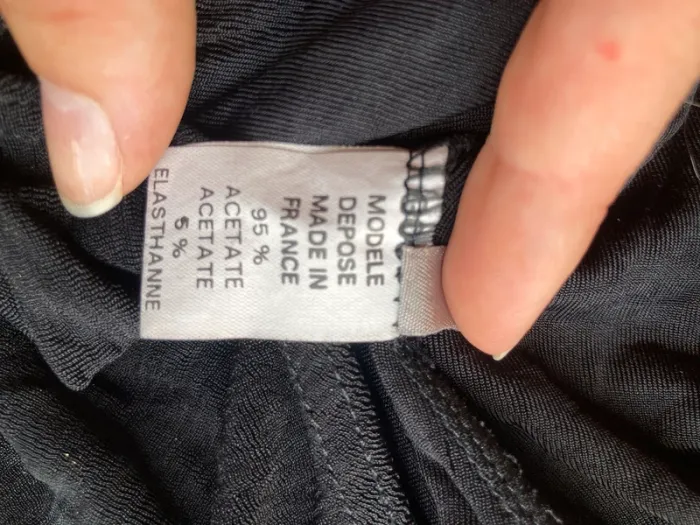 MODELE
DEPOSE
MADE IN
FRANCE
95 %
ACETATE
ACETATE
5 %
ELASTHANNE